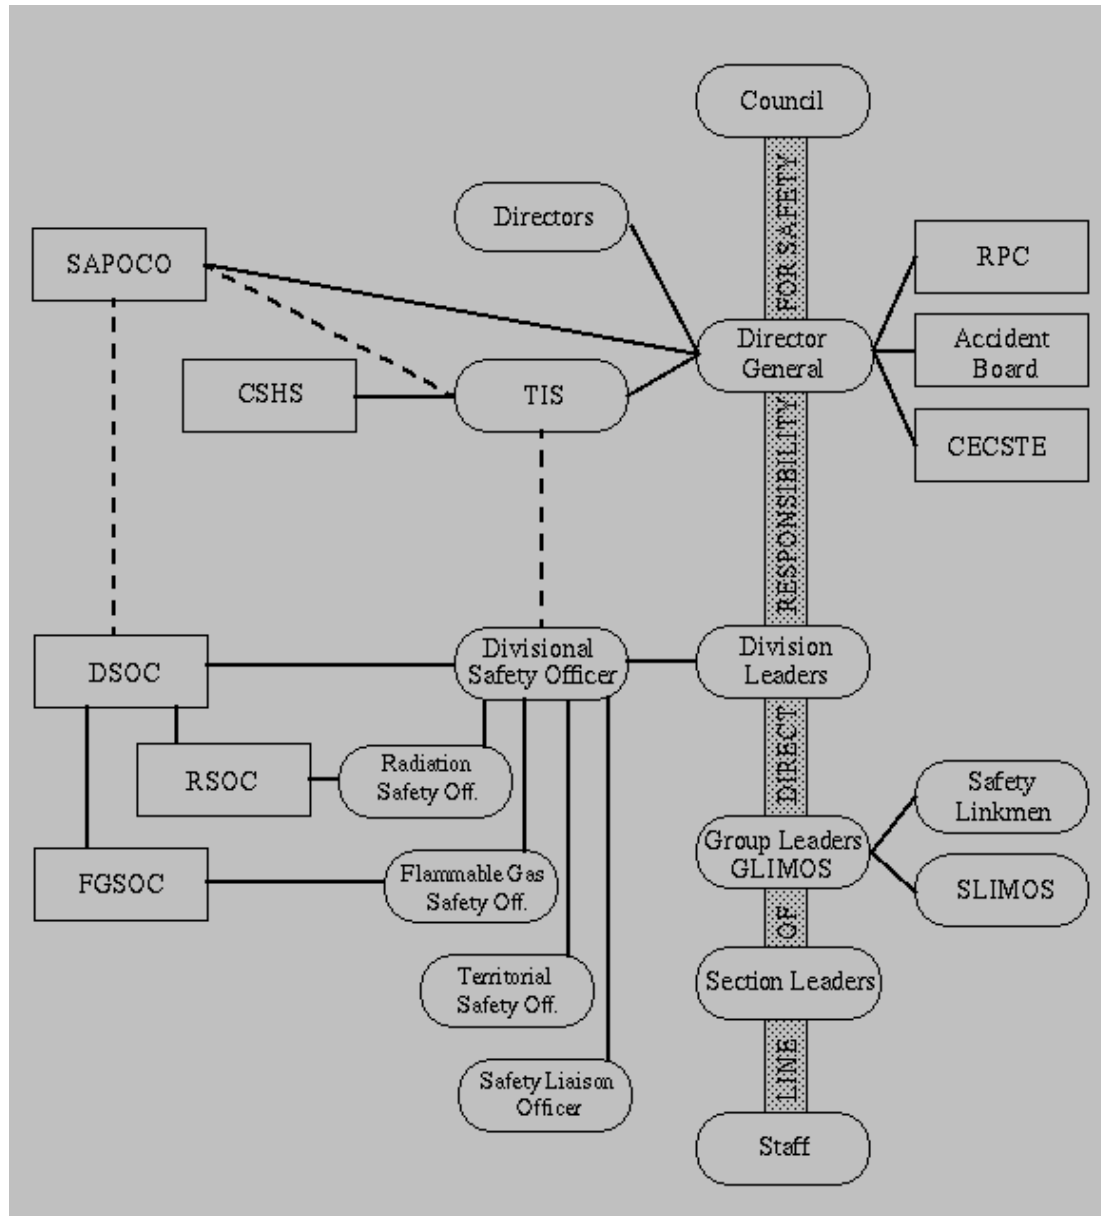 Council
Directors
SAPOCO
RPC
Director
General
Accident
Board
CSHS
TIS
CECSTE
LINE OF DIRECT RESPONSIBILITY FOR SAFETY
DSOC
Divisional
Safety Officer
Division
Leaders
RSOC
Radiation
Safety Off.
Safety
Linkmen
Group Leaders
GLIMOS
FGSOC
Flammable Gas
Safety Off.
SLIMOS
Territorial
Safety Off.
Section Leaders
Safety Liaison
Officer
Staff